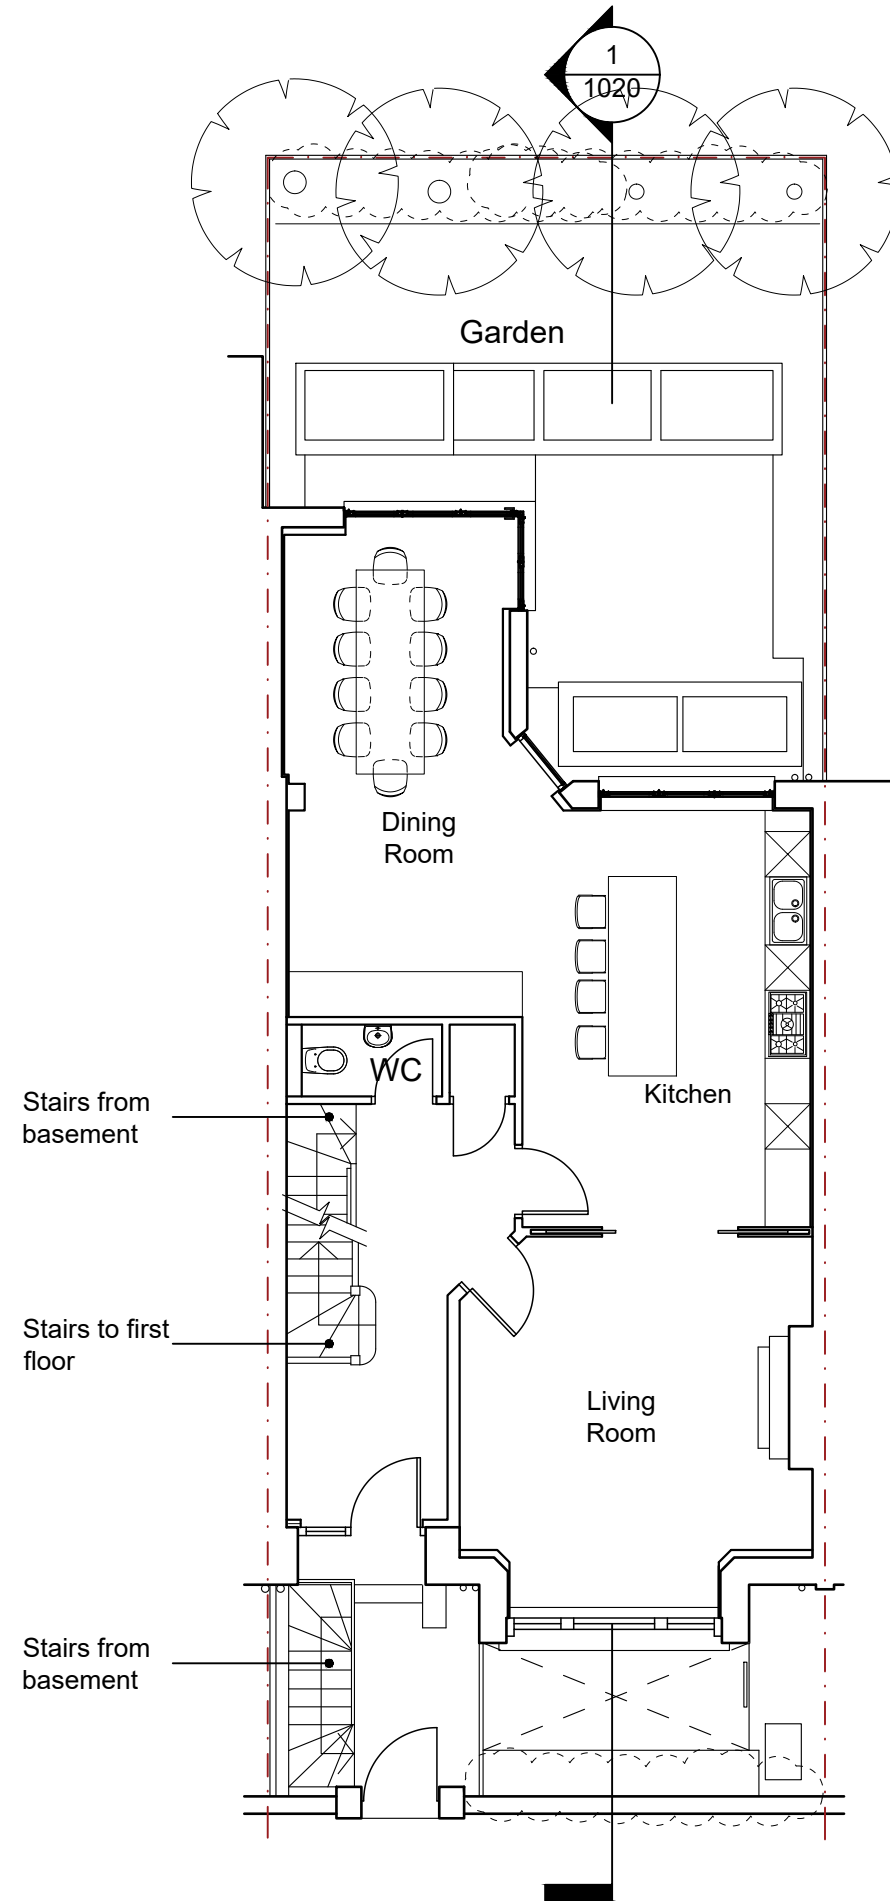 1
1020
Garden
Dining
Room
WC
Kitchen
Stairs from
basement
Stairs to first
floor
Living
Room
Stairs from
basement